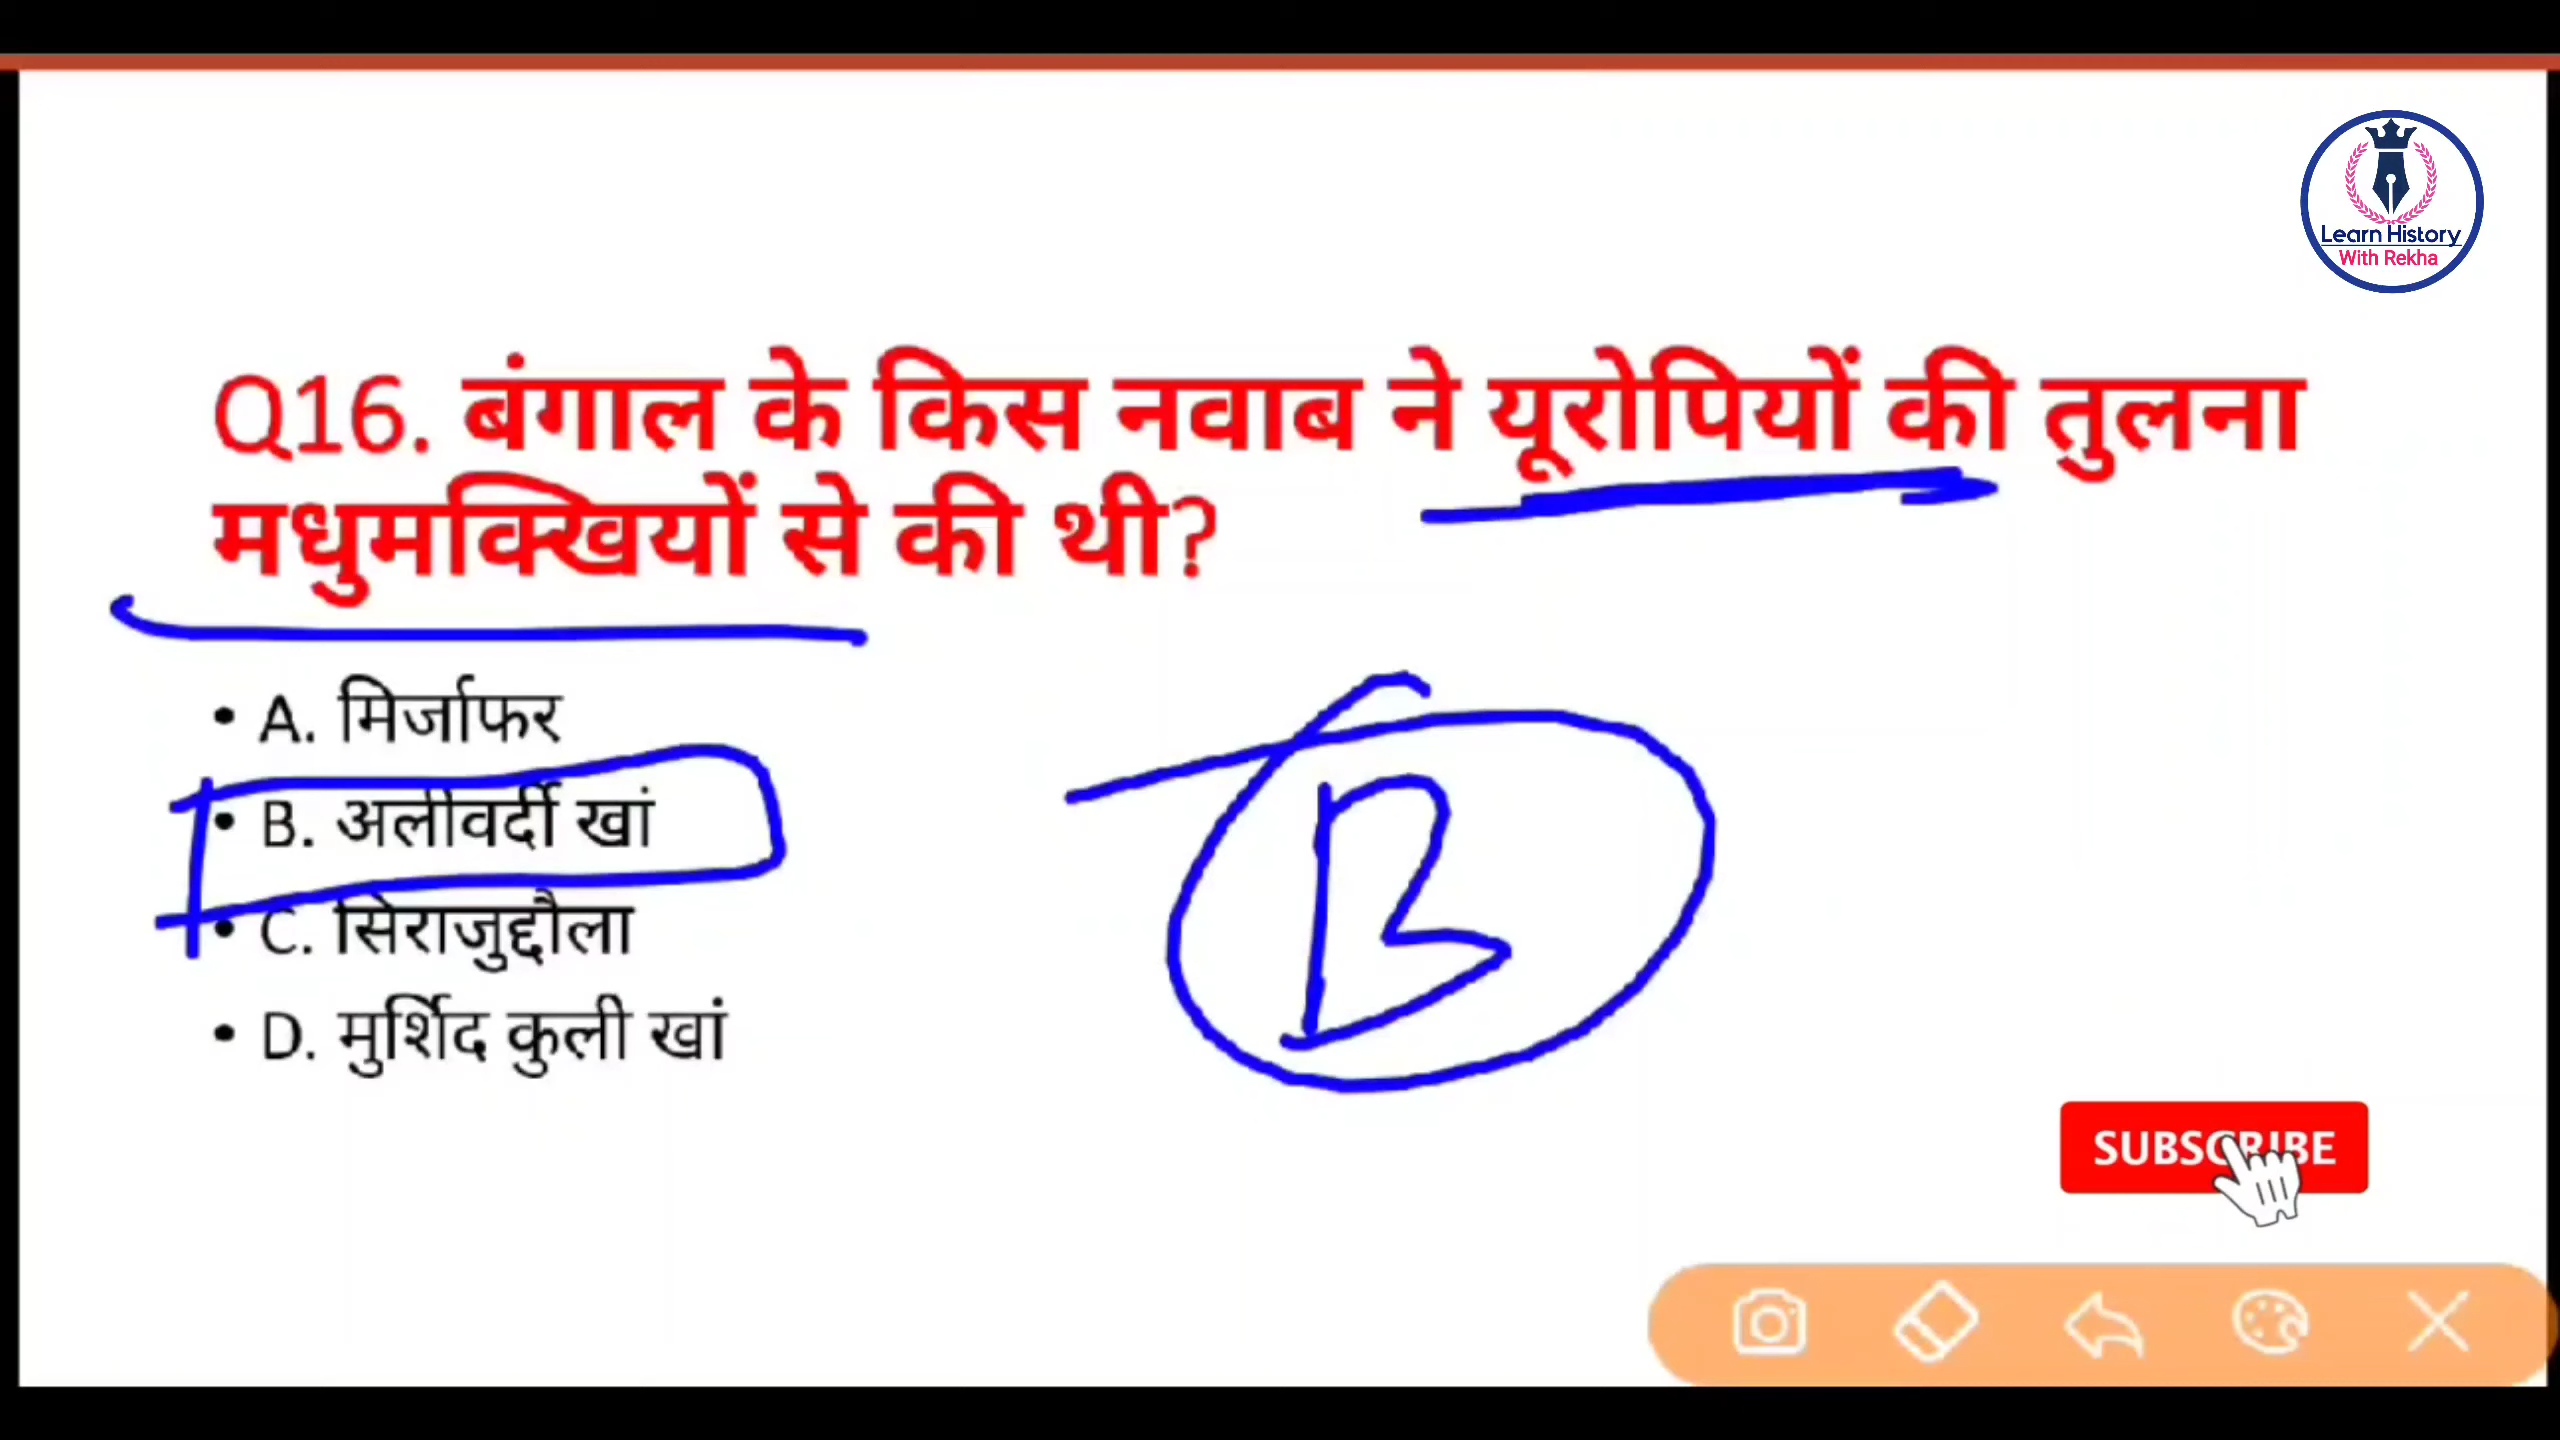 Learn History
With Rekha
Q16. बंगाल के किस नवाब ने यूरोपियों की तुलना
मधुमक्खियों से की थी?
• A. मिर्जाफर
• B. अलीवर्दी खां
B
• C. सिराजुद्दौला
• D. मुर्शिद कुली खां
SUBSCRIBE